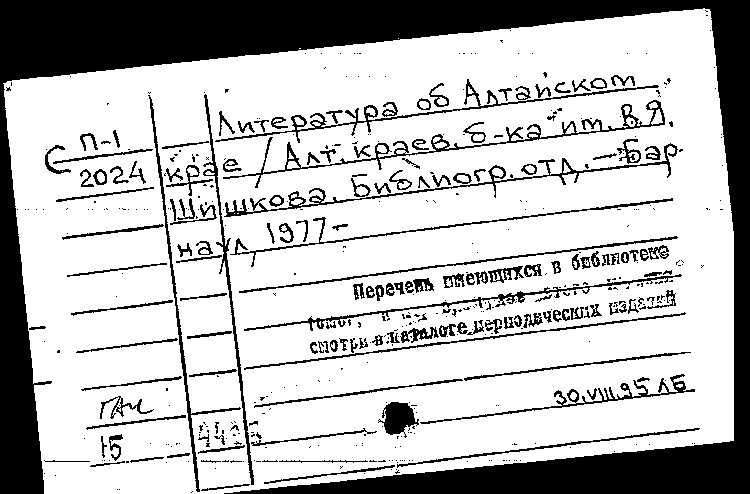 Литература об Алтайском
С П-1
2024
крае / Алт. краев. б-ка им. В.Я.
Шишкова. Библиогр. отд. – Бар
наул, 1977-
Перечень имеющихся в библиотеке
смотри в каталоге периодических изданий
30.VIII.95 ЛБ
15